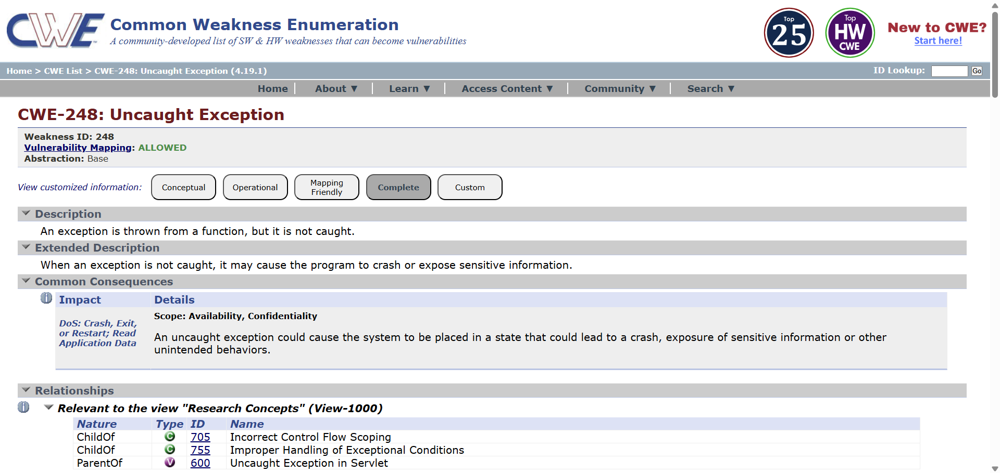 CWE
Common Weakness Enumeration
A community-developed list of SW & HW weaknesses that can become vulnerabilities
Top
25
Top
HW
CWE
New to CWE?
Start here!
Home > CWE List > CWE-248: Uncaught Exception (4.19.1)
ID Lookup:
Go
Home
About ▼
Learn ▼
Access Content ▼
Community ▼
Search ▼
CWE-248: Uncaught Exception
Weakness ID: 248
Vulnerability Mapping: ALLOWED
Abstraction: Base
View customized information:
Conceptual
Operational
Mapping
Friendly
Complete
Custom
Description
An exception is thrown from a function, but it is not caught.
Extended Description
When an exception is not caught, it may cause the program to crash or expose sensitive information.
Common Consequences
Impact Details
DoS: Crash, Exit,
or Restart; Read
Application Data
Scope: Availability, Confidentiality
An uncaught exception could cause the system to be placed in a state that could lead to a crash, exposure of sensitive information or other
unintended behaviors.
Relationships
Relevant to the view "Research Concepts" (View-1000)
Nature Type ID Name
ChildOf C 705 Incorrect Control Flow Scoping
ChildOf C 755 Improper Handling of Exceptional Conditions
ParentOf V 600 Uncaught Exception in Servlet